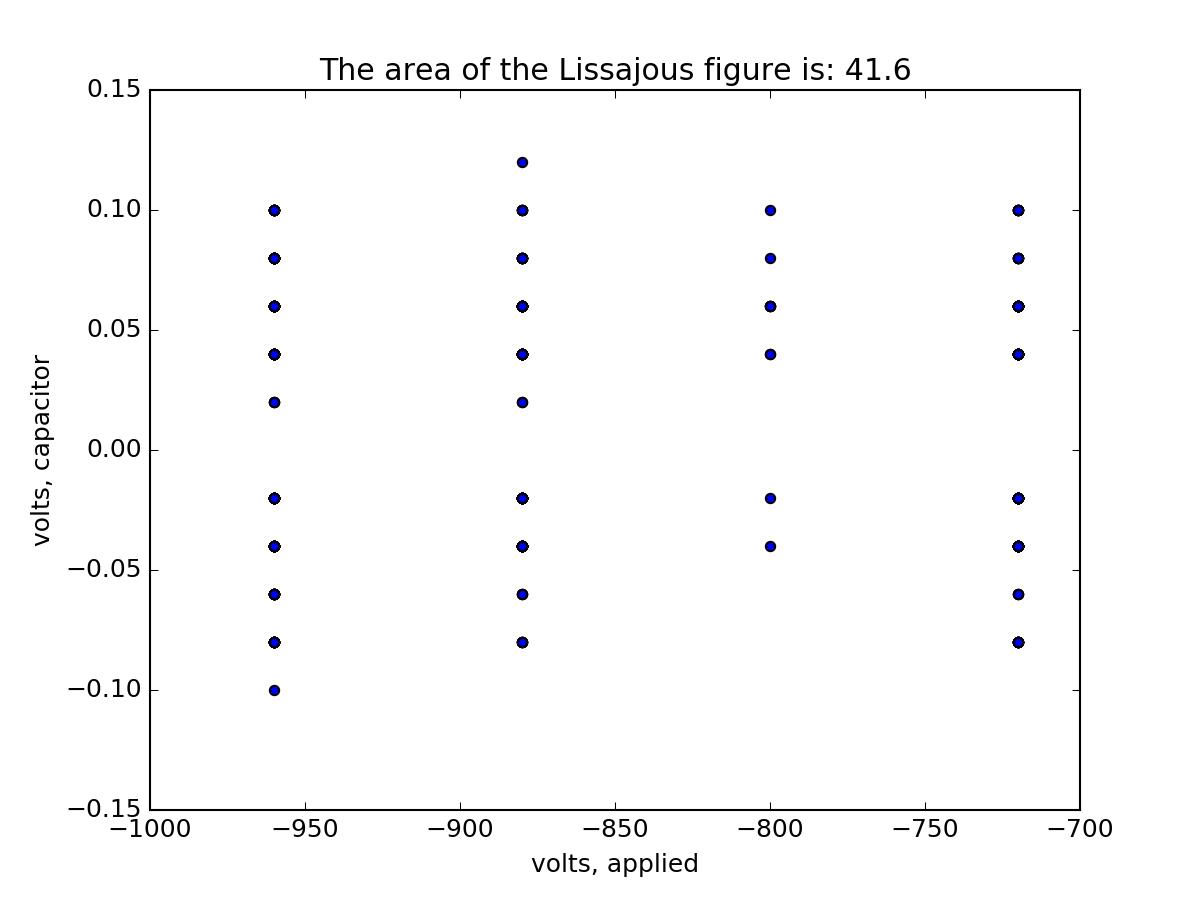 The area of the Lissajous figure is: 41.6
0.15
0.10
0.05
0.00
−0.05
−0.10
−0.15
volts, capacitor
−1000 −950 −900 −850 −800 −750 −700
volts, applied